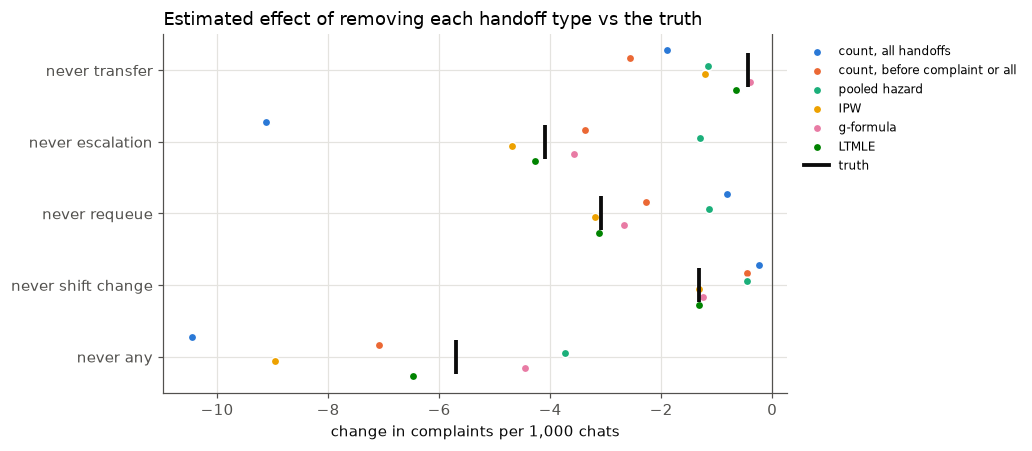 Estimated effect of removing each handoff type vs the truth
never transfer
never escalation
never requeue
never shift change
never any
−10
−8
−6
−4
−2
0
change in complaints per 1,000 chats
count, all handoffs
count, before complaint or all
pooled hazard
IPW
g-formula
LTMLE
truth